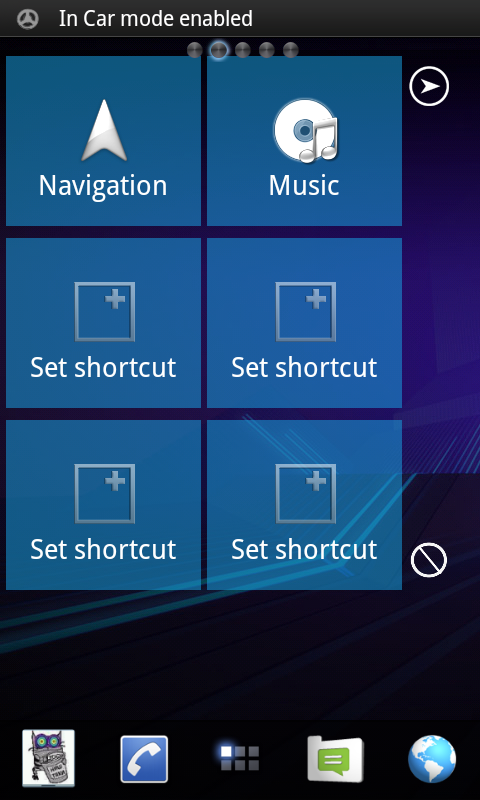 In Car mode enabled
Navigation
Music
Set shortcut
Set shortcut
Set shortcut
Set shortcut